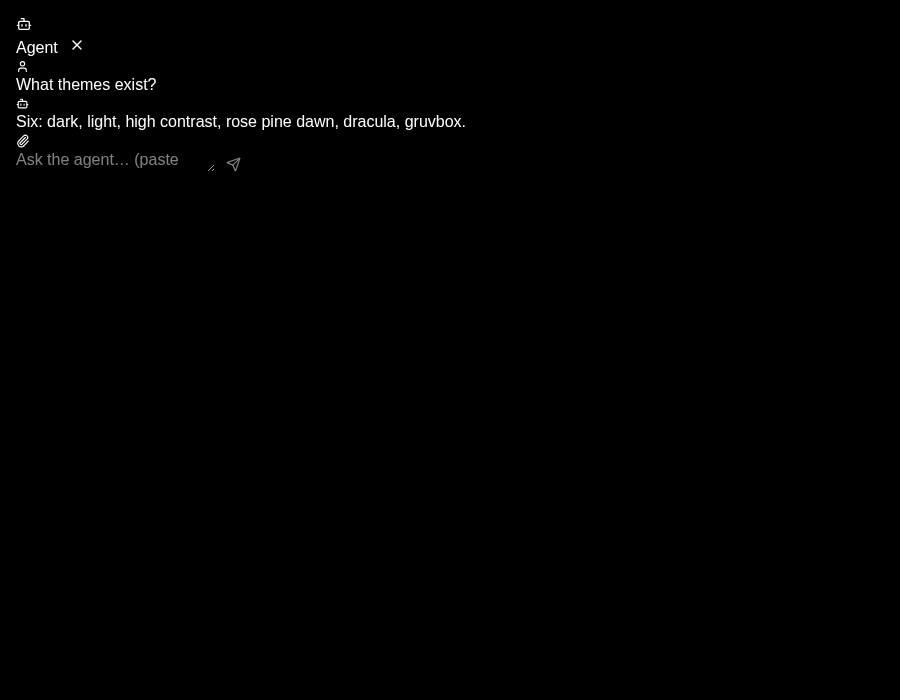 Agent
What themes exist?
Six: dark, light, high contrast, rose pine dawn, dracula, gruvbox.
Ask the agent… (paste